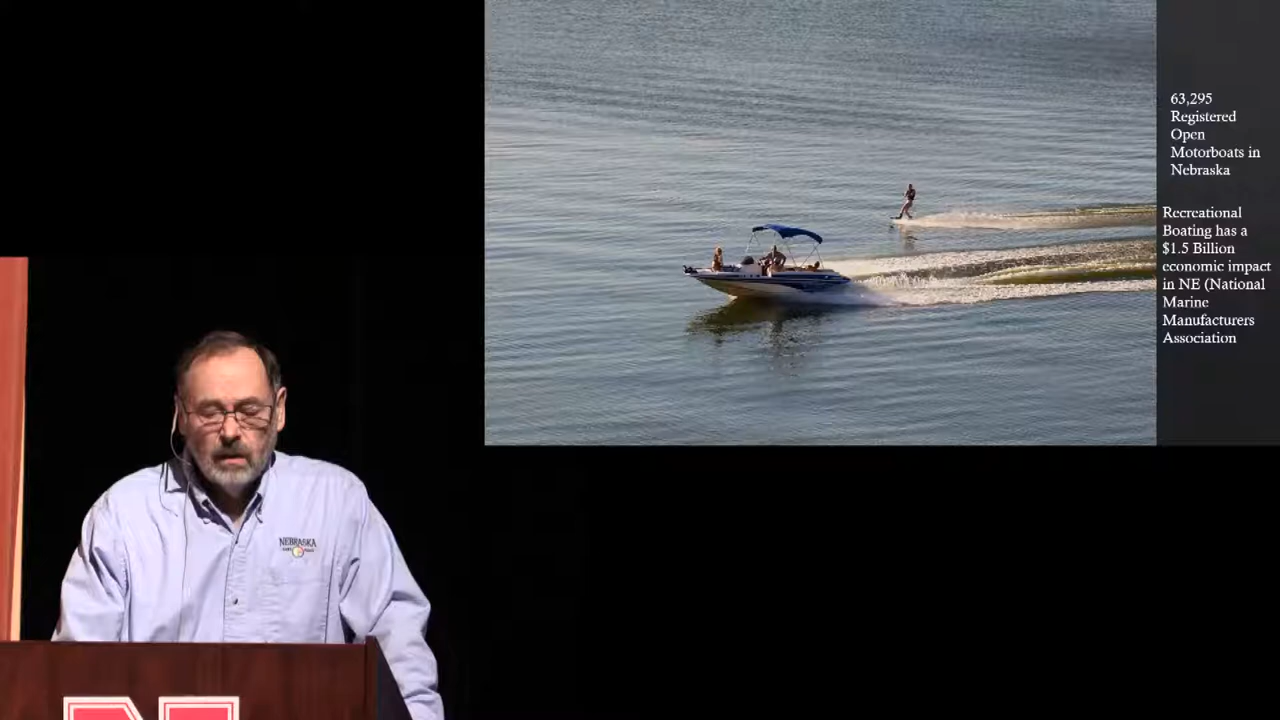 63,295
Registered
Open
Motorboats in
Nebraska
Recreational
Boating has a
$1.5 Billion
economic impact
in NE (National
Marine
Manufacturers
Association
NEBRASKA
N